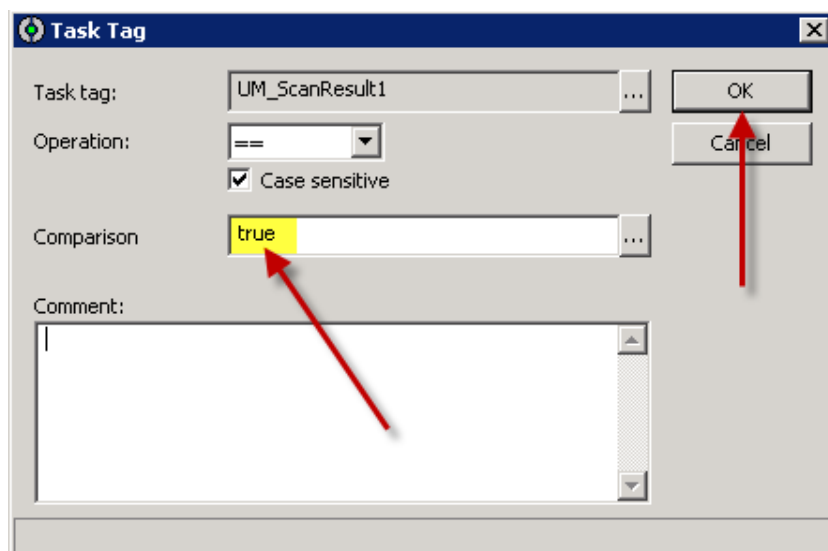 Task Tag
Task tag: UM_ScanResult1 ... OK
Operation: == Cancel
Case sensitive
Comparison true ...
Comment: